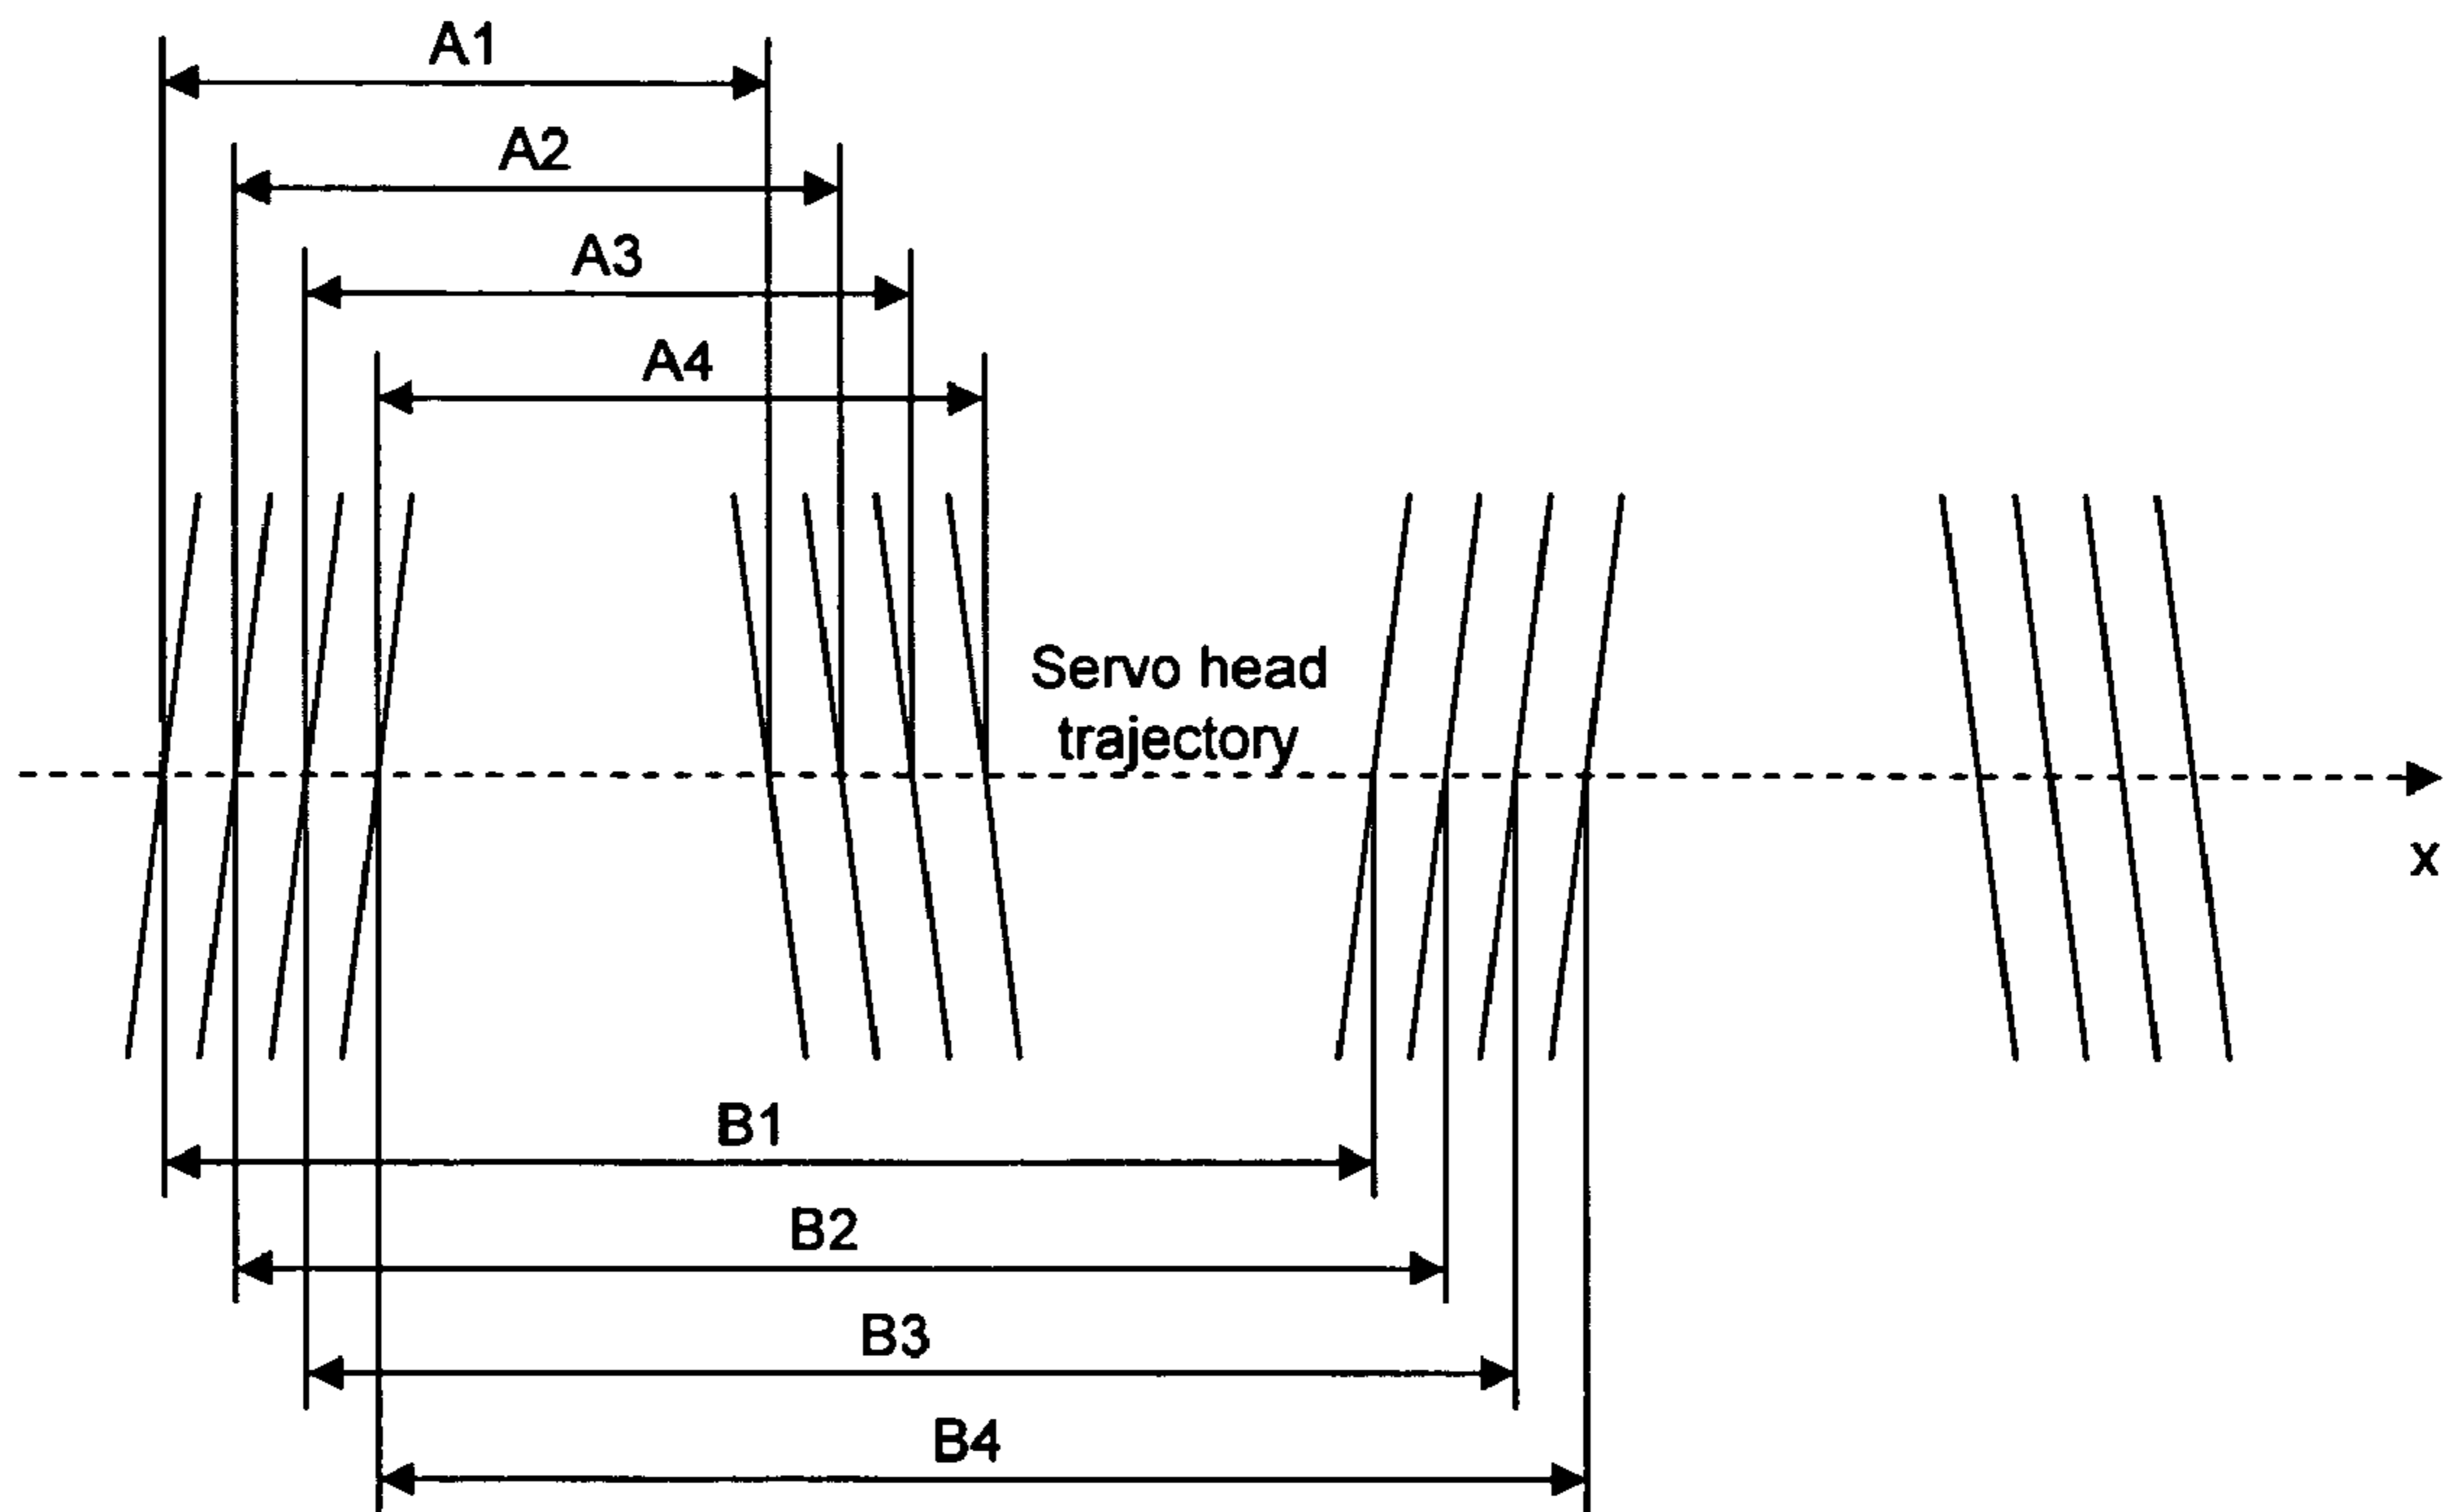 A1
A2
A3
A4
Servo head
trajectory
x
B1
B2
B3
B4